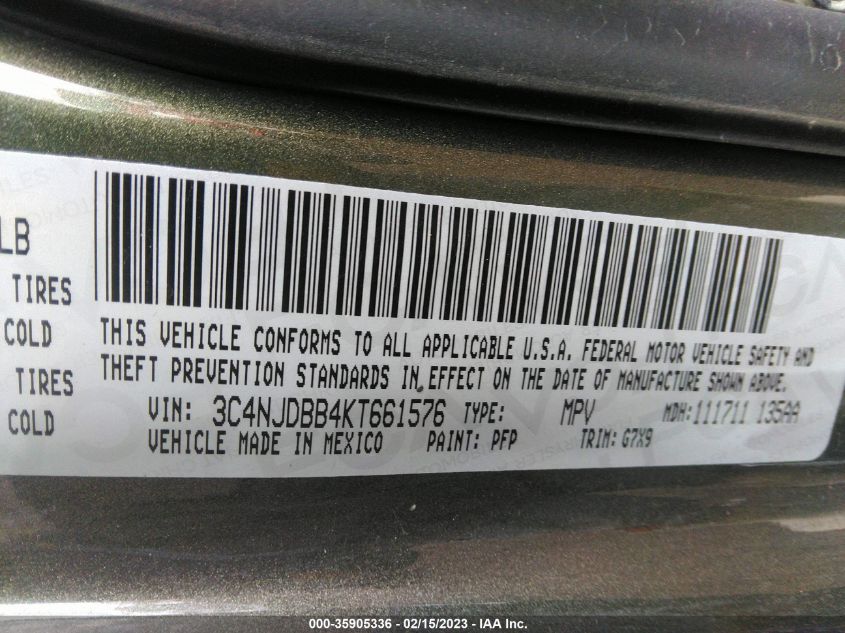 LB
TIRES
COLD
TIRES
COLD
THIS VEHICLE CONFORMS TO ALL APPLICABLE U.S.A. FEDERAL MOTOR VEHICLE SAFETY AND
THEFT PREVENTION STANDARDS IN EFFECT ON THE DATE OF MANUFACTURE SHOWN ABOVE.
VIN: 3C4NJDBB4KT661576 TYPE: MPV MDH: 111711 135AA
VEHICLE MADE IN MEXICO PAINT: PFP TRIM: G7X9
000-35905336 - 02/15/2023 - IAA Inc.